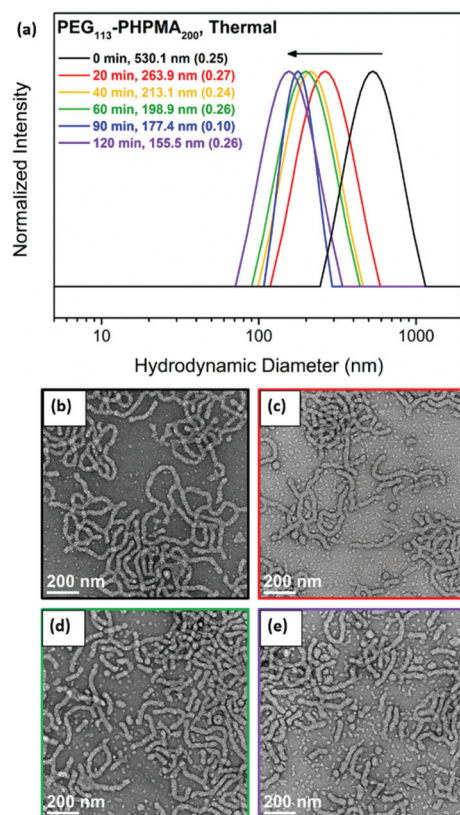 (a)
PEG₁₁₃-PHPMA₂₀₀, Thermal
0 min, 530.1 nm (0.25)
20 min, 263.9 nm (0.27)
40 min, 213.1 nm (0.24)
60 min, 198.9 nm (0.26)
90 min, 177.4 nm (0.10)
120 min, 155.5 nm (0.26)
Normalized Intensity
10 100 1000
Hydrodynamic Diameter (nm)
(b)
200 nm
(c)
200 nm
(d)
200 nm
(e)
200 nm